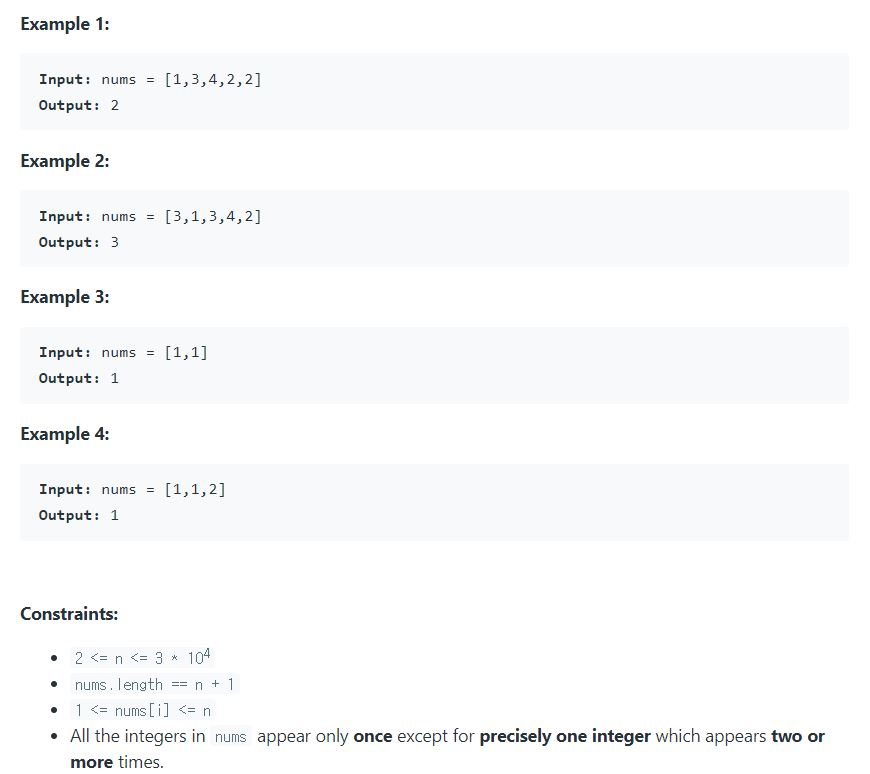 Example 1:
Input: nums = [1,3,4,2,2]
Output: 2
Example 2:
Input: nums = [3,1,3,4,2]
Output: 3
Example 3:
Input: nums = [1,1]
Output: 1
Example 4:
Input: nums = [1,1,2]
Output: 1
Constraints:
• 2 <= n <= 3 * 10⁴
• nums.length == n + 1
• 1 <= nums[i] <= n
• All the integers in nums appear only once except for precisely one integer which appears two or
more times.